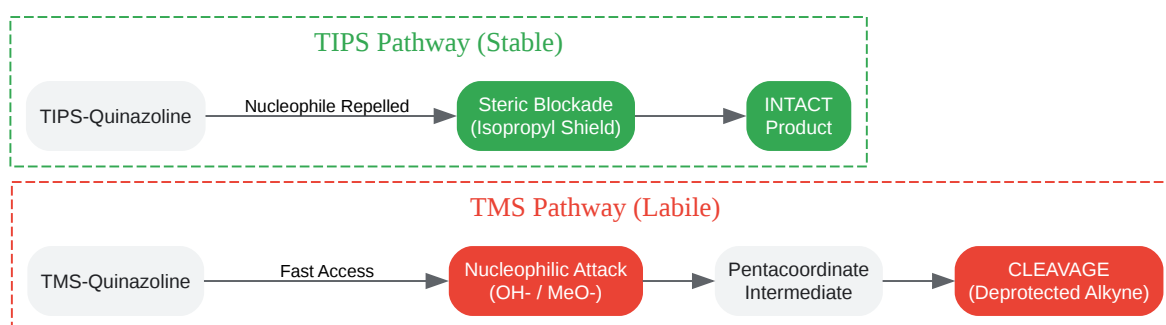 TIPS Pathway (Stable)
TIPS-Quinazoline
Nucleophile Repelled
Steric Blockade
(Isopropyl Shield)
INTACT
Product
TMS Pathway (Labile)
TMS-Quinazoline
Fast Access
Nucleophilic Attack
(OH- / MeO-)
Pentacoordinate
Intermediate
CLEAVAGE
(Deprotected Alkyne)